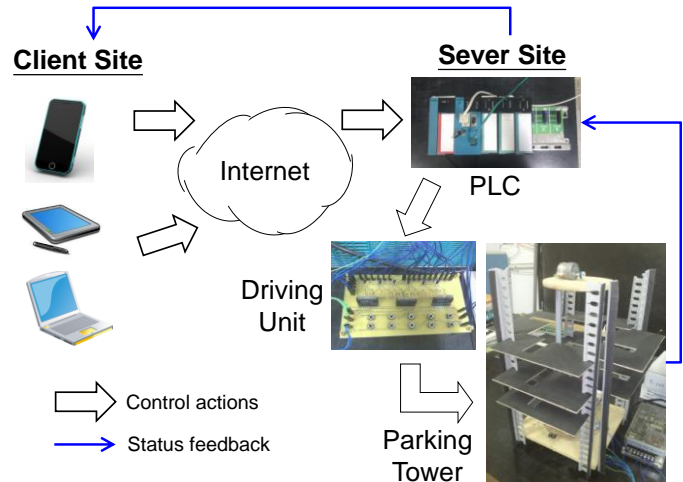 Client Site
Sever Site
Internet
PLC
Driving
Unit
Parking
Tower
Control actions
Status feedback